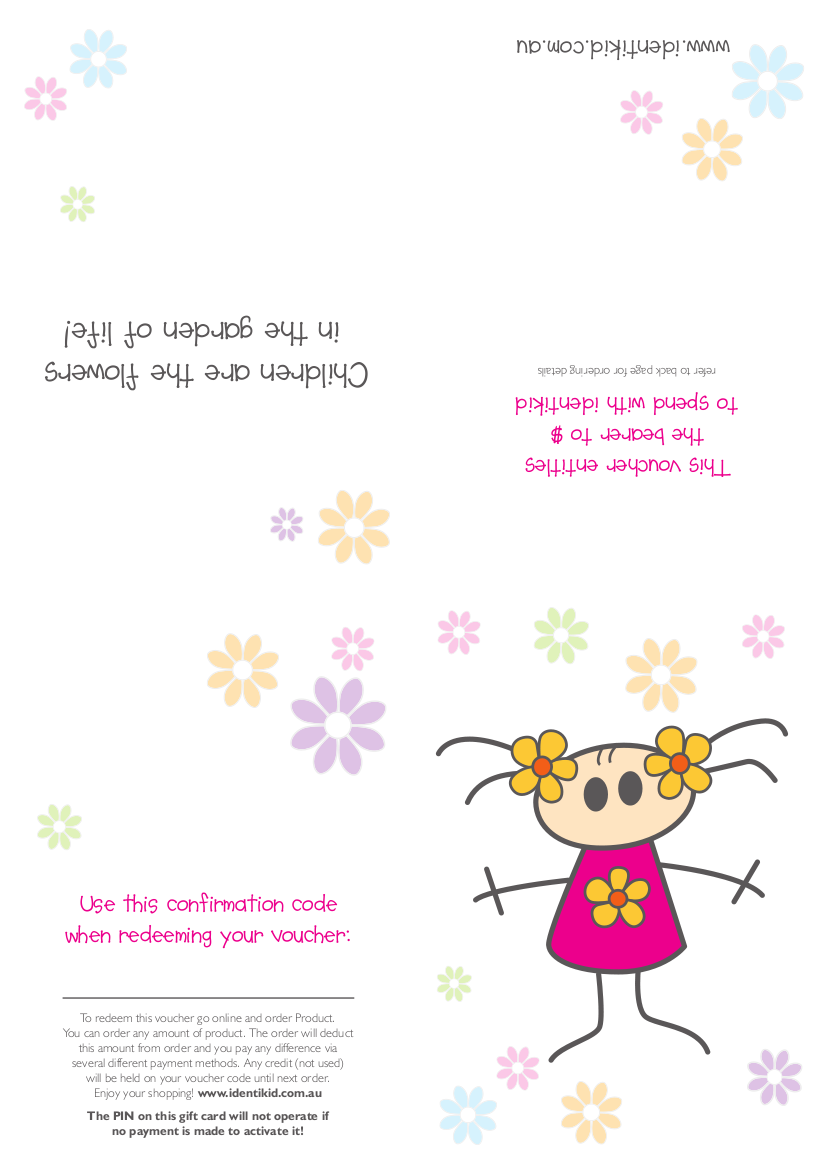 www.identikid.com.au
Children are the flowers
in the garden of life!
This voucher entitles
the bearer to $
to spend with identikid
refer to back page for ordering details
Use this confirmation code
when redeeming your voucher:
To redeem this voucher go online and order Product.
You can order any amount of product. The order will deduct
this amount from order and you pay any difference via
several different payment methods. Any credit (not used)
will be held on your voucher code until next order.
Enjoy your shopping! www.identikid.com.au
The PIN on this gift card will not operate if
no payment is made to activate it!